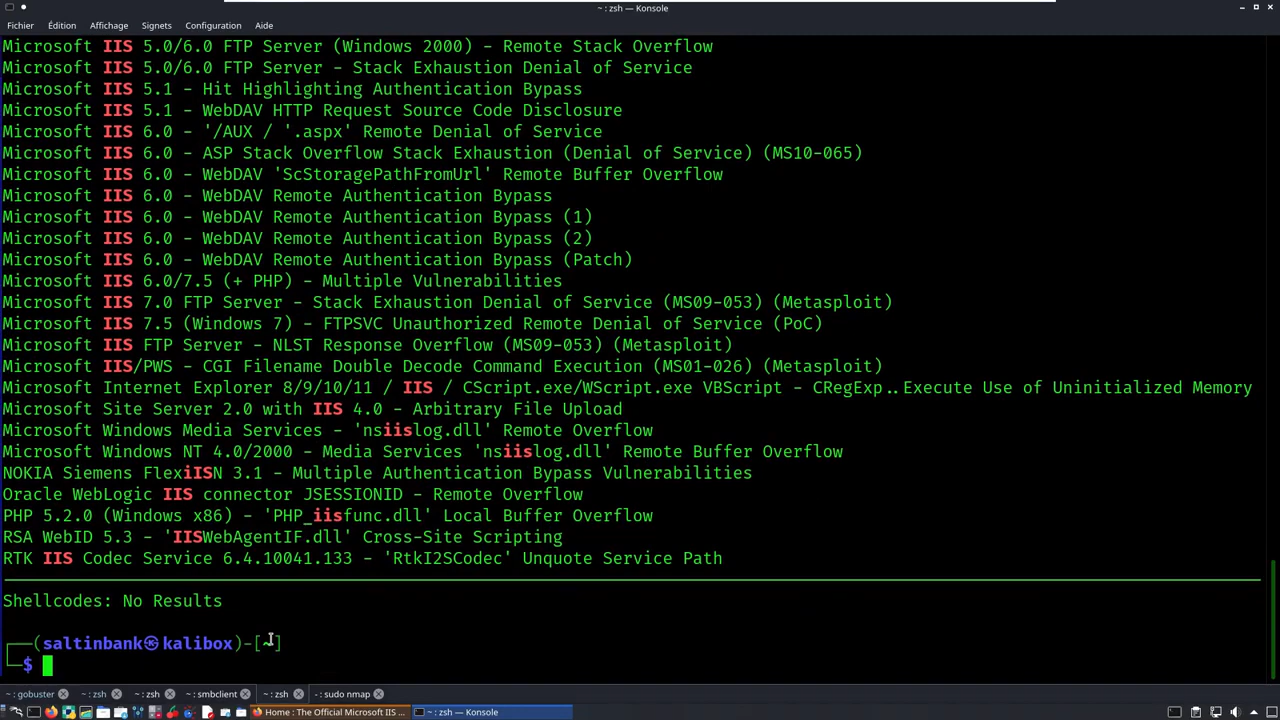 ~ : zsh — Konsole
Fichier Édition Affichage Signets Configuration Aide
Microsoft IIS 5.0/6.0 FTP Server (Windows 2000) - Remote Stack Overflow
Microsoft IIS 5.0/6.0 FTP Server - Stack Exhaustion Denial of Service
Microsoft IIS 5.1 - Hit Highlighting Authentication Bypass
Microsoft IIS 5.1 - WebDAV HTTP Request Source Code Disclosure
Microsoft IIS 6.0 - '/AUX / '.aspx' Remote Denial of Service
Microsoft IIS 6.0 - ASP Stack Overflow Stack Exhaustion (Denial of Service) (MS10-065)
Microsoft IIS 6.0 - WebDAV 'ScStoragePathFromUrl' Remote Buffer Overflow
Microsoft IIS 6.0 - WebDAV Remote Authentication Bypass
Microsoft IIS 6.0 - WebDAV Remote Authentication Bypass (1)
Microsoft IIS 6.0 - WebDAV Remote Authentication Bypass (2)
Microsoft IIS 6.0 - WebDAV Remote Authentication Bypass (Patch)
Microsoft IIS 6.0/7.5 (+ PHP) - Multiple Vulnerabilities
Microsoft IIS 7.0 FTP Server - Stack Exhaustion Denial of Service (MS09-053) (Metasploit)
Microsoft IIS 7.5 (Windows 7) - FTPSVC Unauthorized Remote Denial of Service (PoC)
Microsoft IIS FTP Server - NLST Response Overflow (MS09-053) (Metasploit)
Microsoft IIS/PWS - CGI Filename Double Decode Command Execution (MS01-026) (Metasploit)
Microsoft Internet Explorer 8/9/10/11 / IIS / CScript.exe/WScript.exe VBScript - CRegExp..Execute Use of Uninitialized Memory
Microsoft Site Server 2.0 with IIS 4.0 - Arbitrary File Upload
Microsoft Windows Media Services - 'nsiislog.dll' Remote Overflow
Microsoft Windows NT 4.0/2000 - Media Services 'nsiislog.dll' Remote Buffer Overflow
NOKIA Siemens FlexiISN 3.1 - Multiple Authentication Bypass Vulnerabilities
Oracle WebLogic IIS connector JSESSIONID - Remote Overflow
PHP 5.2.0 (Windows x86) - 'PHP_iisfunc.dll' Local Buffer Overflow
RSA WebID 5.3 - 'IISWebAgentIF.dll' Cross-Site Scripting
RTK IIS Codec Service 6.4.10041.133 - 'RtkI2SCodec' Unquote Service Path
Shellcodes: No Results
(saltinbank㉿kalibox)-[~]
$
~ : gobuster ~ : zsh ~ : zsh ~ : smbclient ~ : zsh - : sudo nmap
Home : The Official Microsoft IIS ... ~ : zsh — Konsole